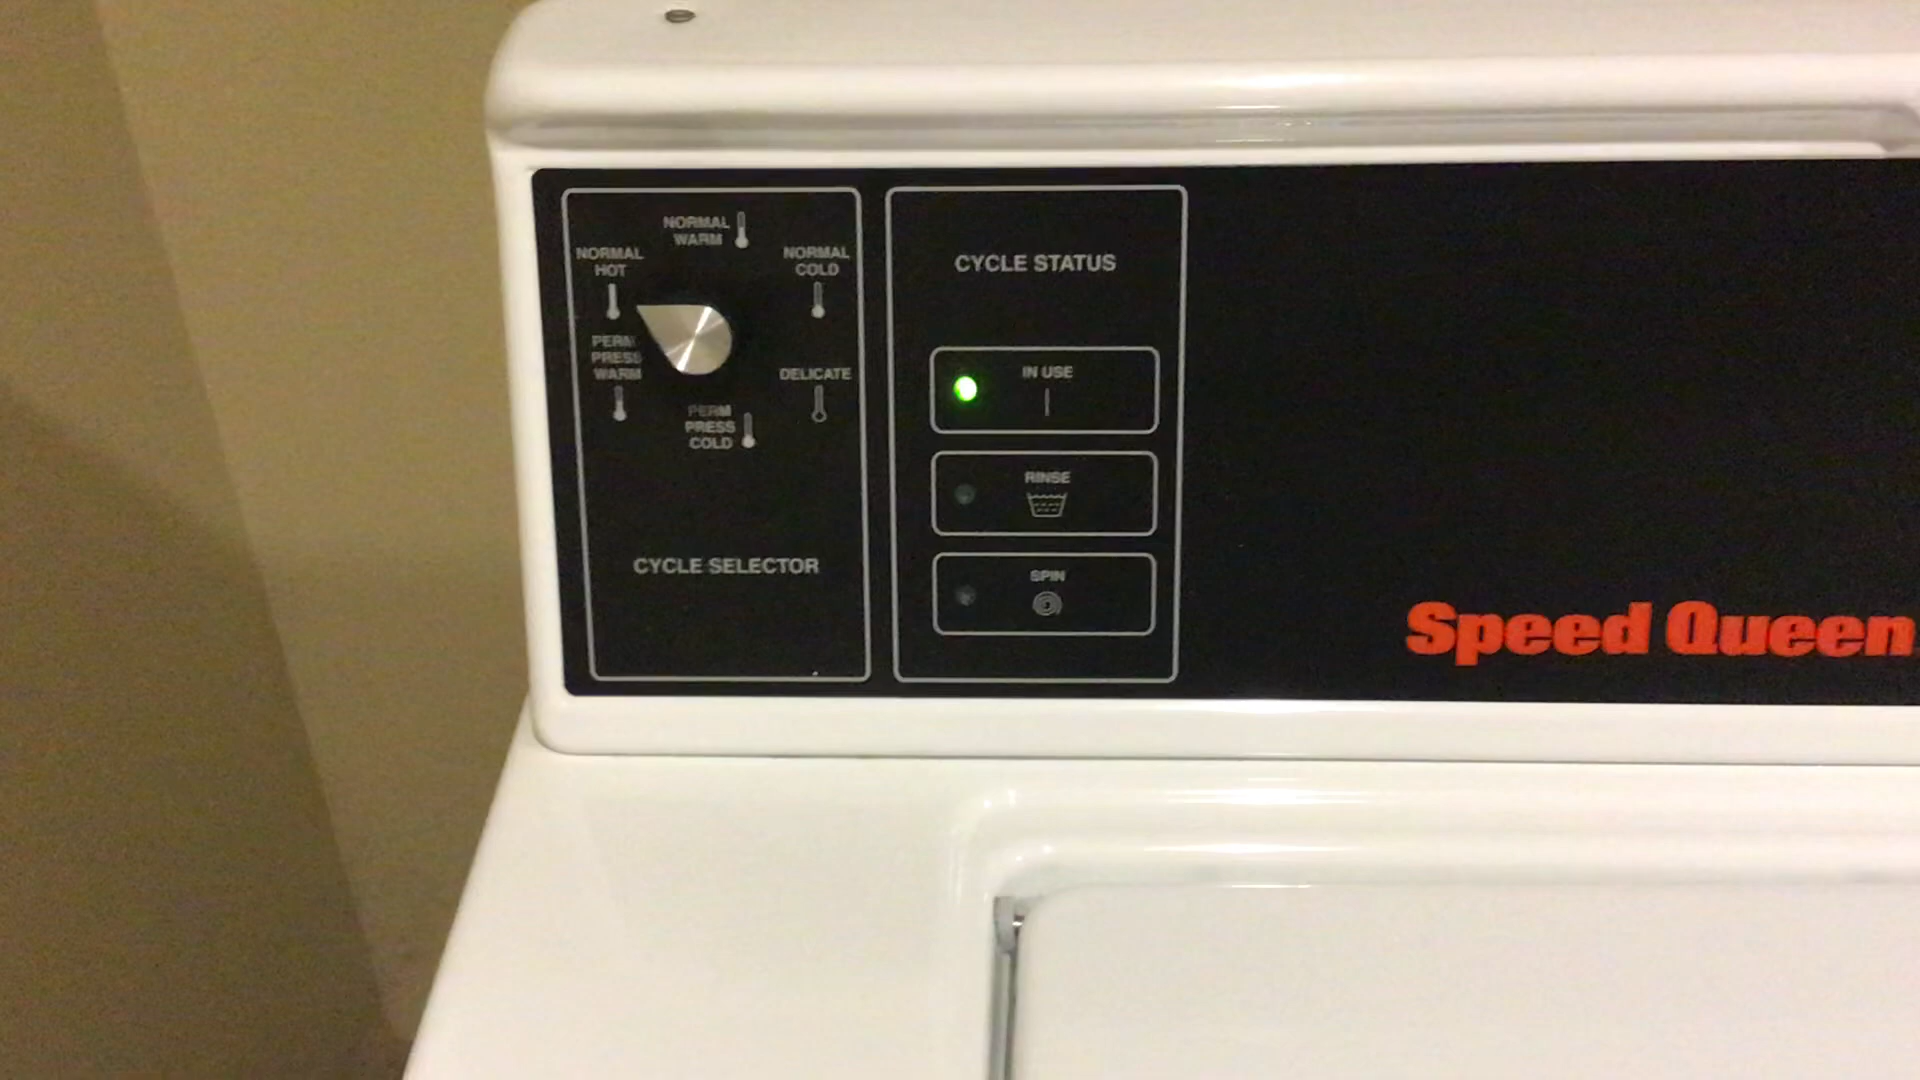 NORMAL
WARM
NORMAL
HOT
NORMAL
COLD
PERM
PRESS
WARM
DELICATE
PERM
PRESS
COLD
CYCLE SELECTOR
CYCLE STATUS
IN USE
RINSE
SPIN
Speed Queen